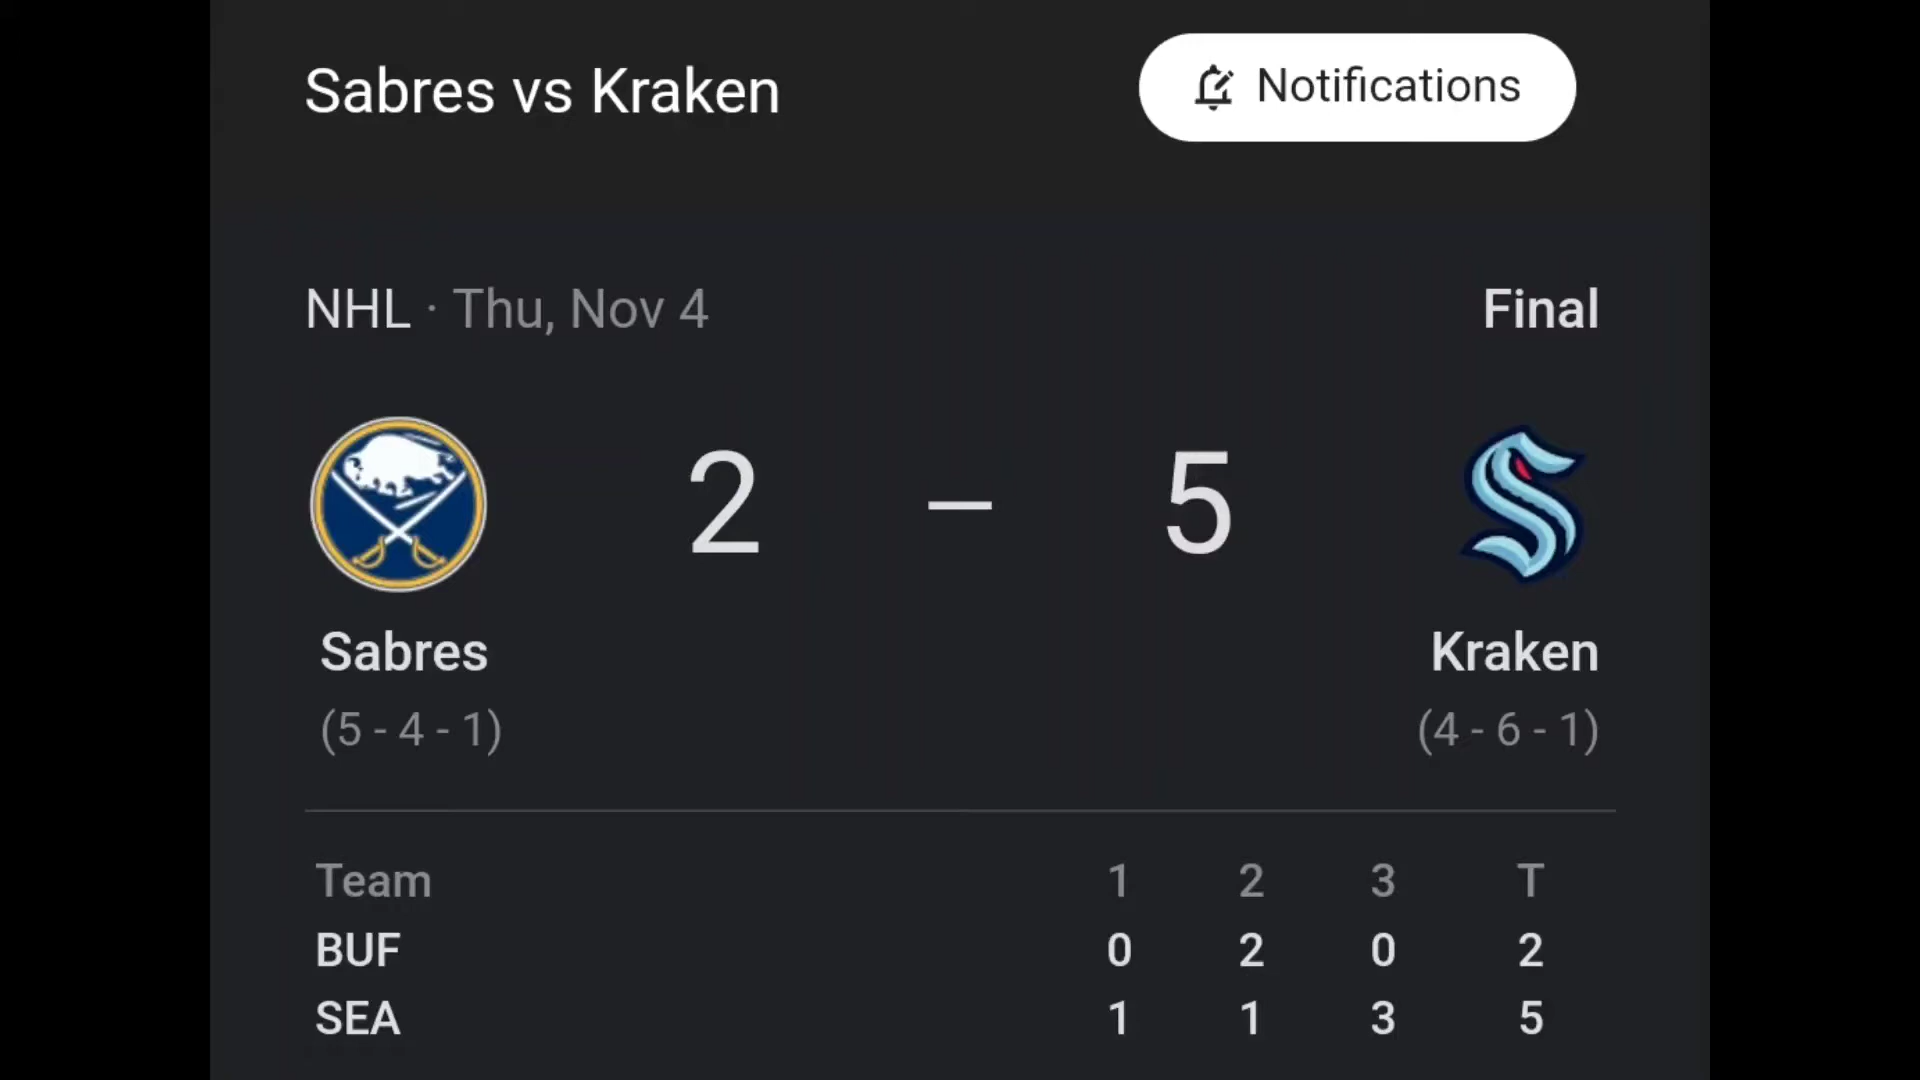 Sabres vs Kraken
Notifications
NHL · Thu, Nov 4
Final
2 – 5
Sabres
Kraken
(5 - 4 - 1)
(4 - 6 - 1)
Team 1 2 3 T
BUF 0 2 0 2
SEA 1 1 3 5